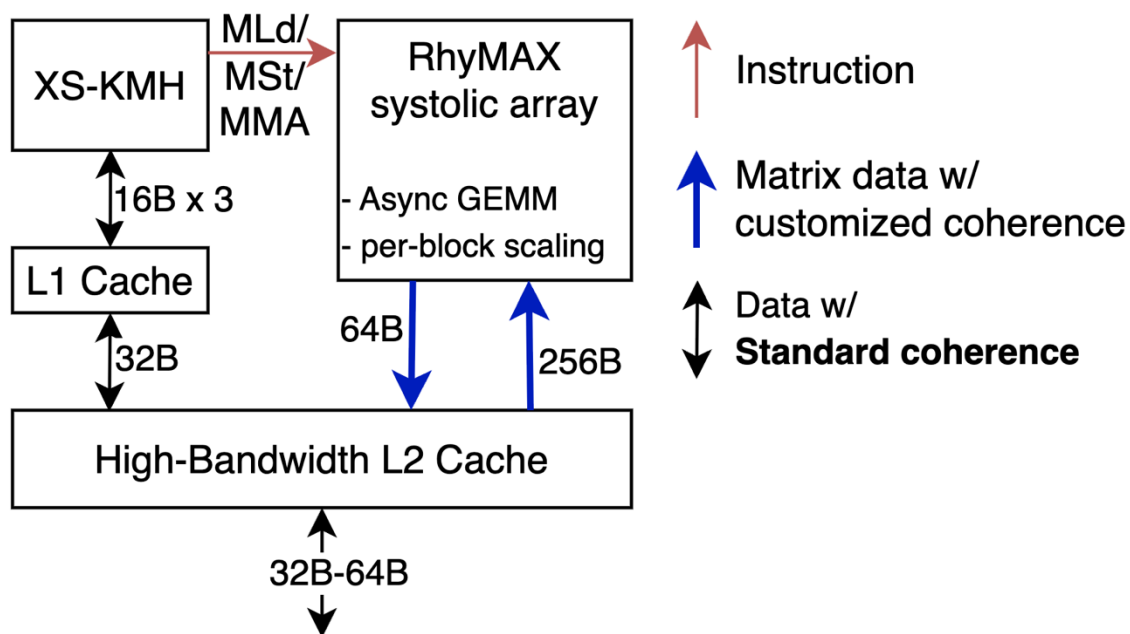 XS-KMH
MLd/
MSt/
MMA
RhyMAX
systolic array
- Async GEMM
- per-block scaling
16B x 3
L1 Cache
32B
64B
256B
High-Bandwidth L2 Cache
32B-64B
Instruction
Matrix data w/
customized coherence
Data w/
Standard coherence